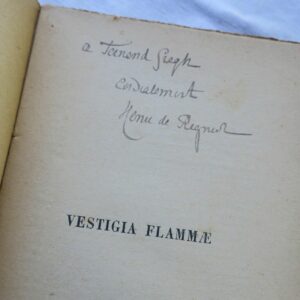 a Fernand Gregh
Cordialement
Henri de Régnier
VESTIGIA FLAMMÆ